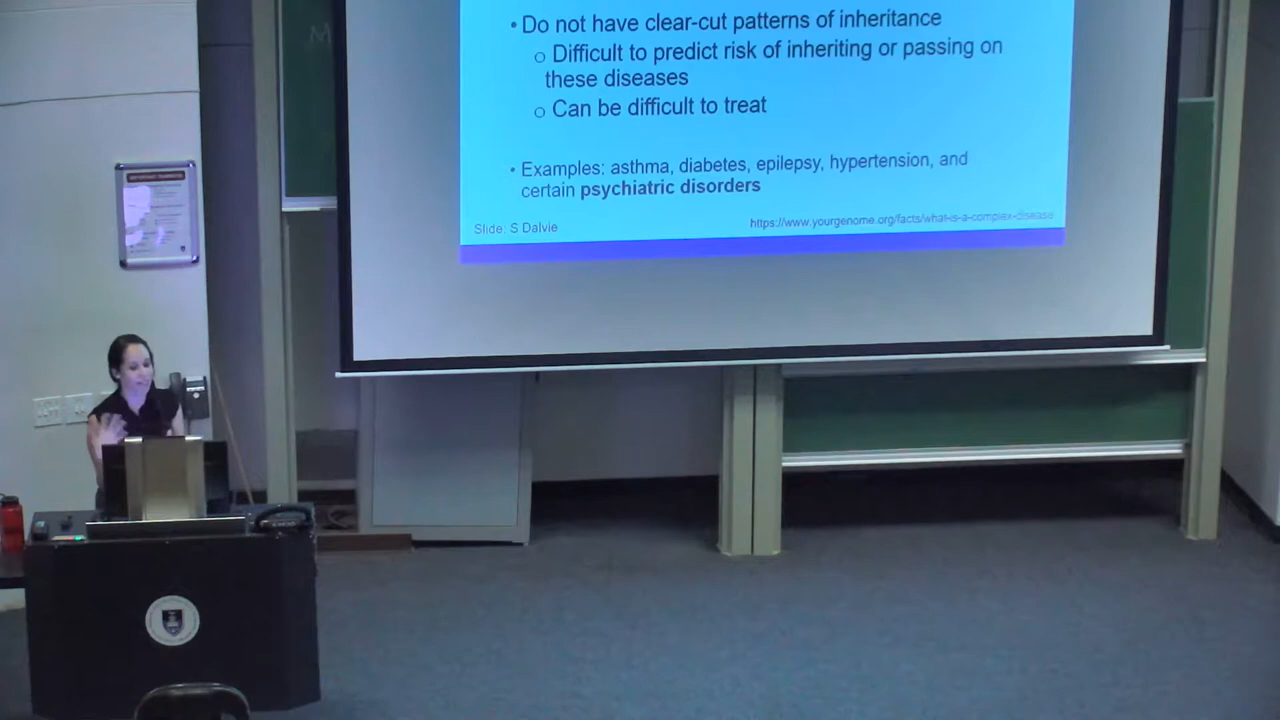 • Do not have clear-cut patterns of inheritance
o Difficult to predict risk of inheriting or passing on
these diseases
o Can be difficult to treat
• Examples: asthma, diabetes, epilepsy, hypertension, and
certain psychiatric disorders
Slide: S Dalvie
https://www.yourgenome.org/facts/what-is-a-complex-disease